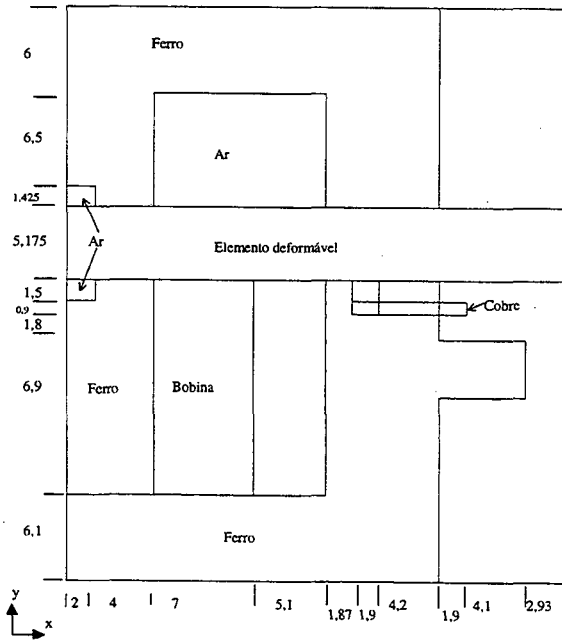 Ferro
6
6,5
Ar
1,425
5,175
Ar
Elemento deformável
1,5
0,9
1,8
Cobre
6,9
Ferro
Bobina
6,1
Ferro
y
x
2
4
7
5,1
1,87
1,9
4,2
1,9
4,1
2,93